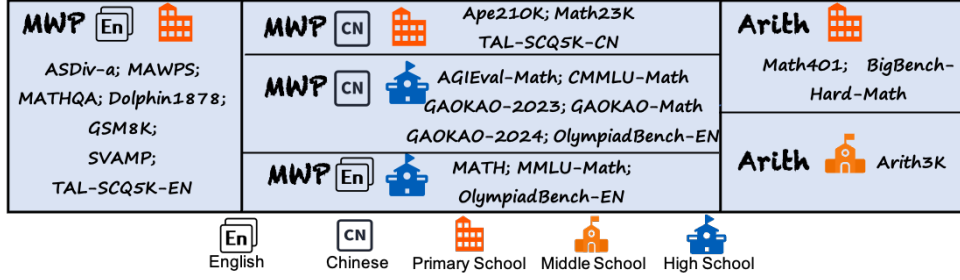 MWP En
ASDiv-a; MAWPS;
MATHQA; Dolphin1878;
GSM8K;
SVAMP;
TAL-SCQ5K-EN
MWP CN
Ape210K; Math23K
TAL-SCQ5K-CN
MWP CN
AGIEval-Math; CMMLU-Math
GAOKAO-2023; GAOKAO-Math
GAOKAO-2024; OlympiadBench-EN
MWP En
MATH; MMLU-Math;
OlympiadBench-EN
Arith
Math401; BigBench-
Hard-Math
Arith Arith3K
En CN
English Chinese Primary School Middle School High School